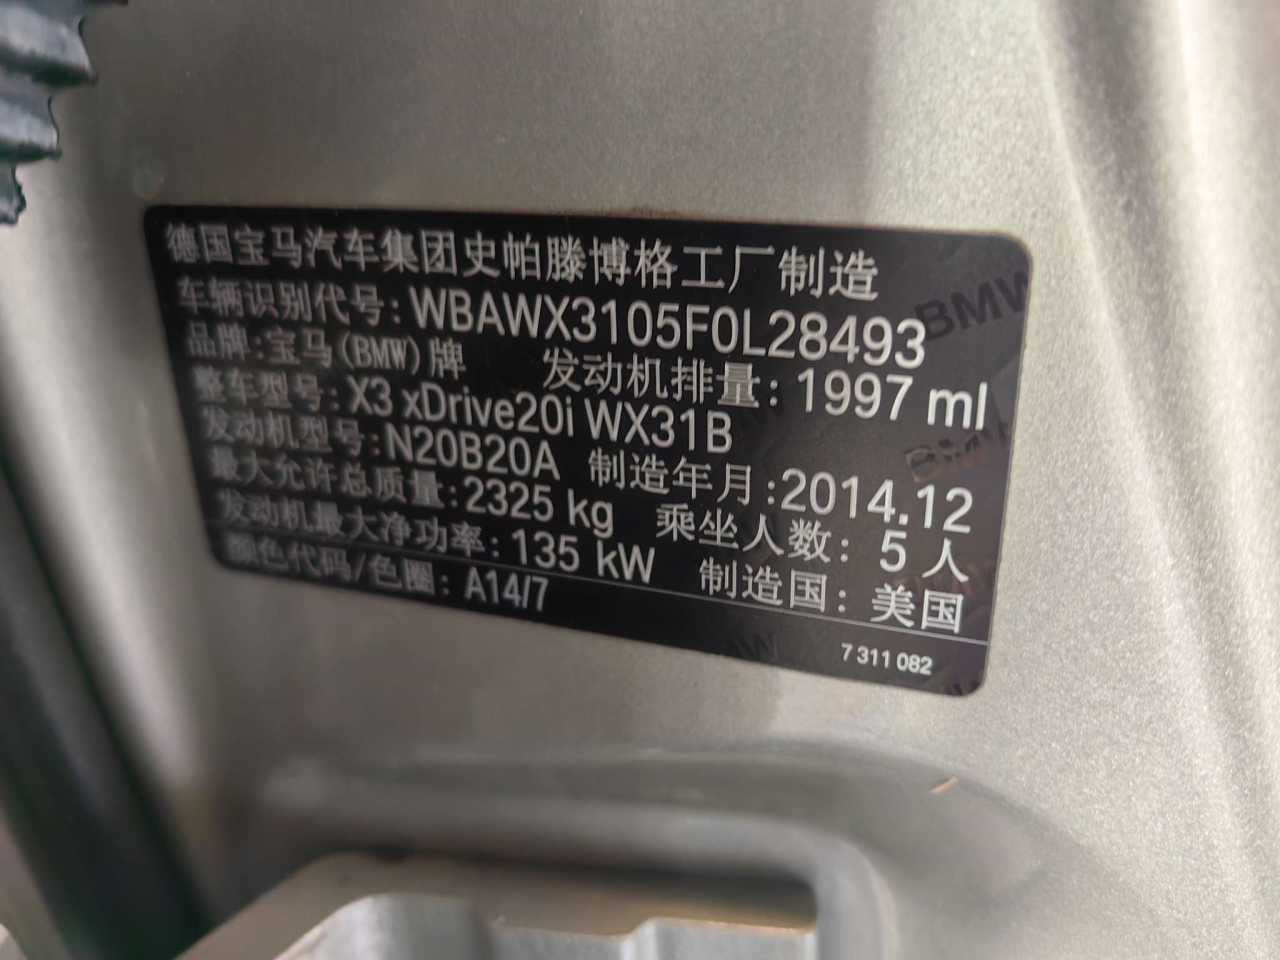 德国宝马汽车集团史帕滕博格工厂制造
车辆识别代号: WBAWX3105F0L28493
品牌: 宝马(BMW)牌 发动机排量: 1997 ml
整车型号: X3 xDrive20i WX31B
发动机型号: N20B20A 制造年月: 2014.12
最大允许总质量: 2325 kg 乘坐人数: 5 人
发动机最大净功率: 135 kW 制造国: 美国
颜色代码/色圈: A14/7
7 311 082
BMW
BMW
BMW